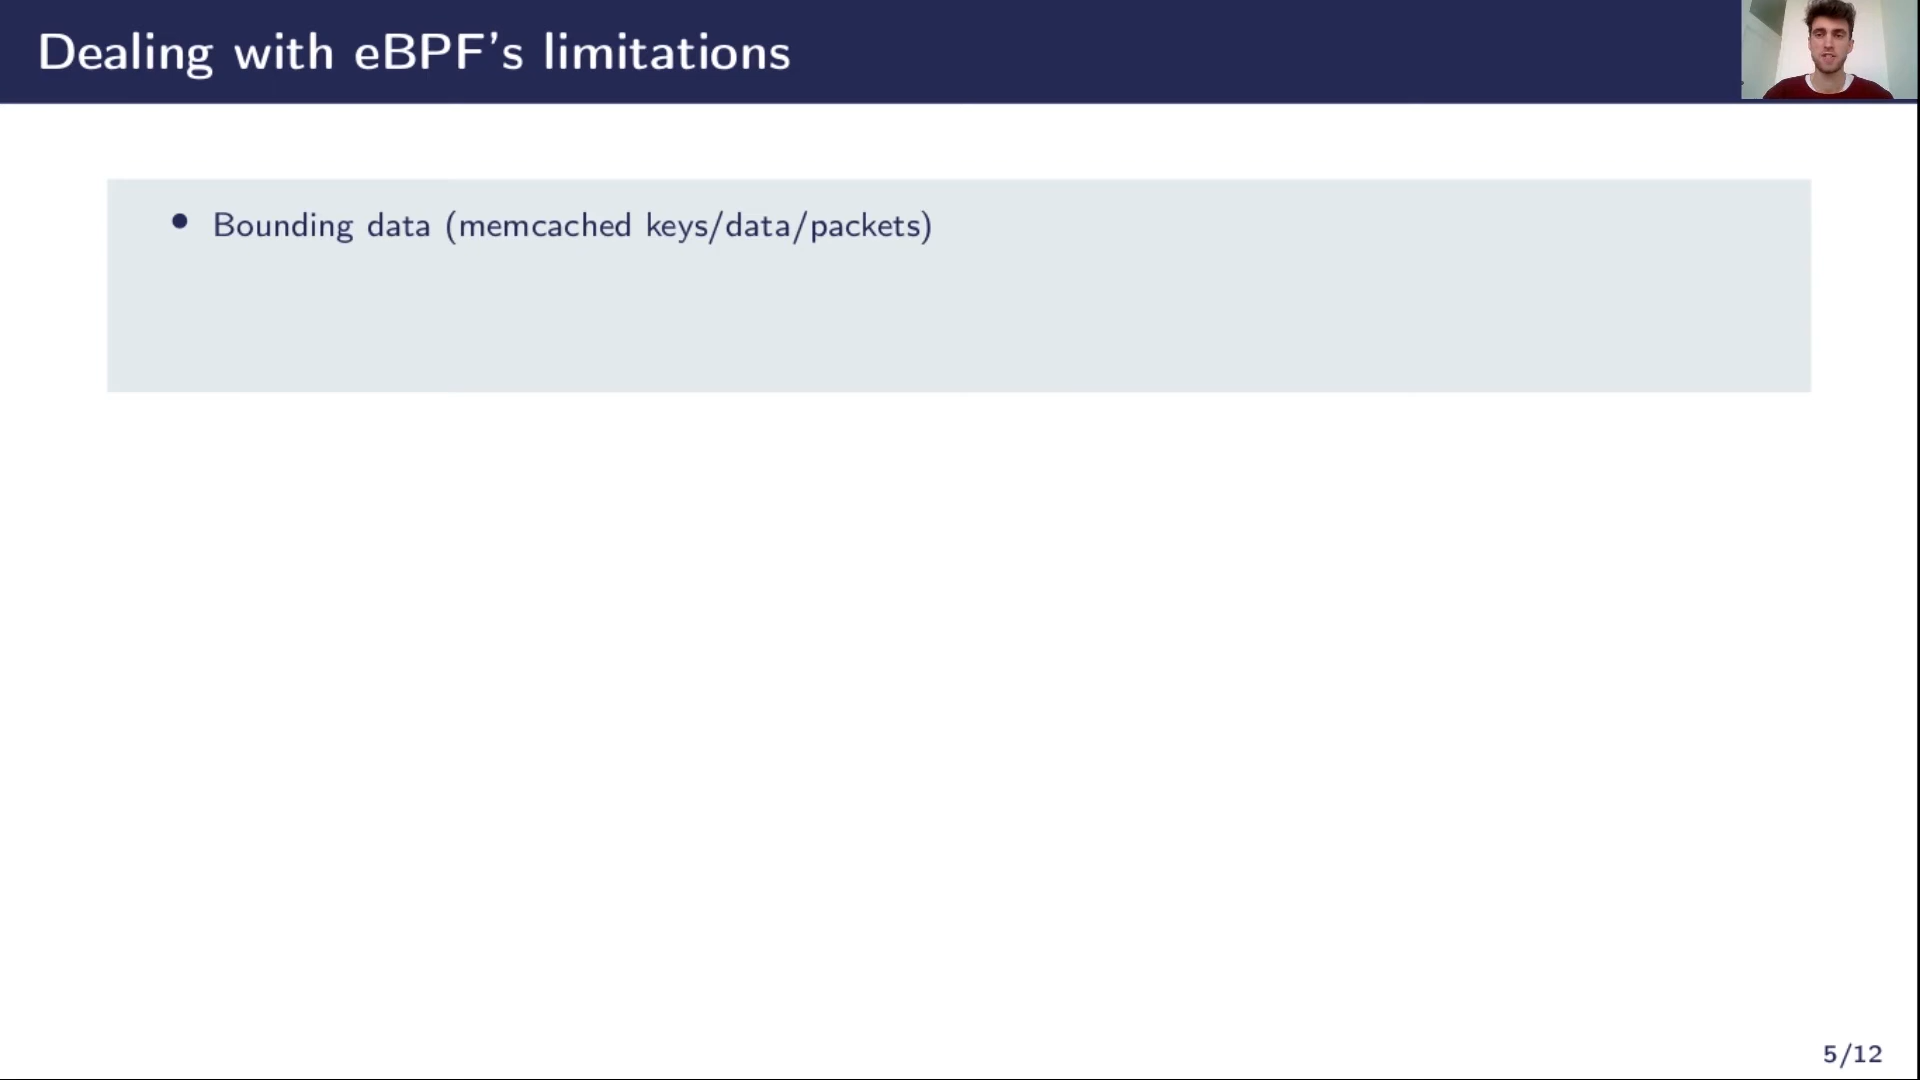 Dealing with eBPF's limitations
• Bounding data (memcached keys/data/packets)
5/12